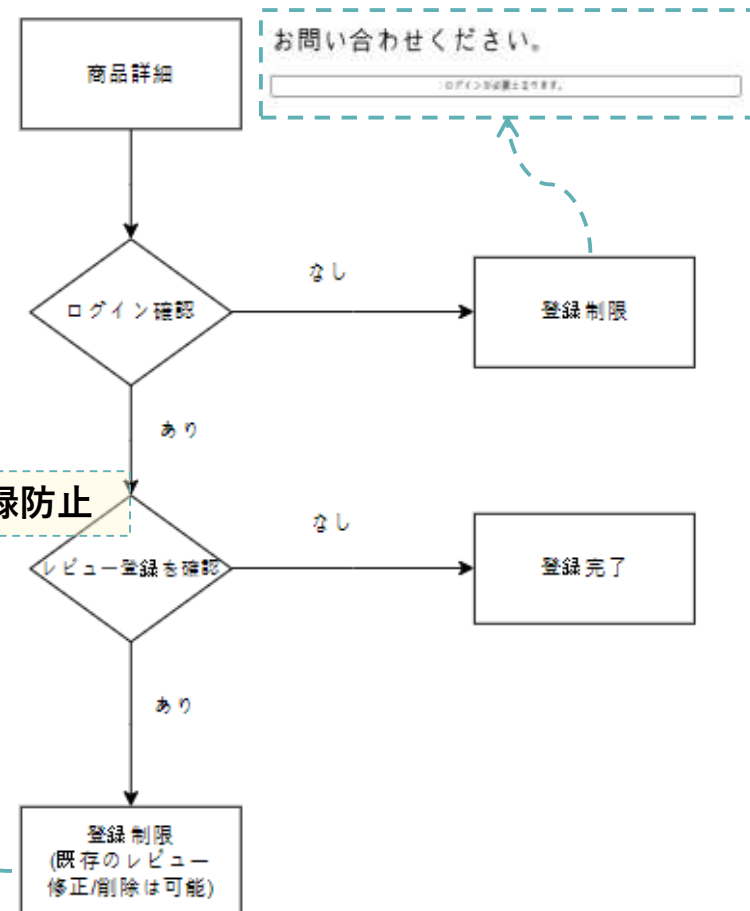 商品詳細
お問い合わせください。
ログインが必要となります。
ログイン確認
なし
登録制限
あり
録防止
レビュー登録を確認
なし
登録完了
あり
登録制限
(既存のレビュー
修正/削除は可能)